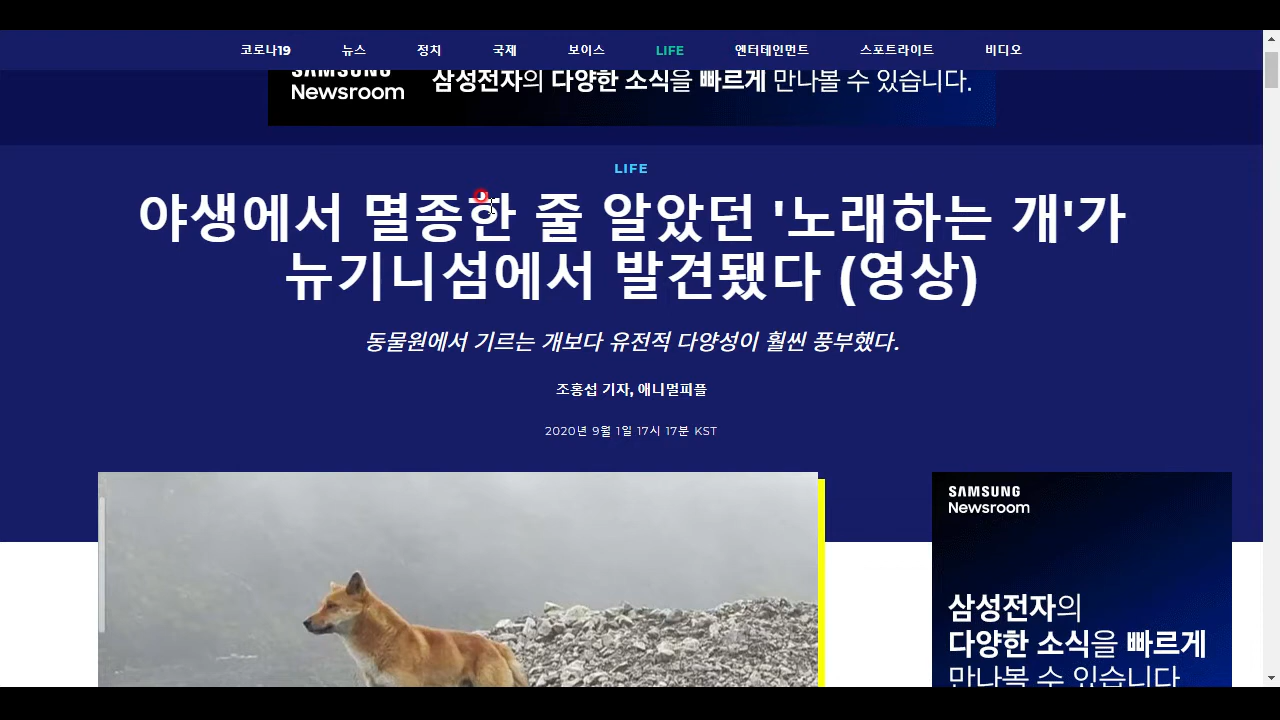 코로나19 뉴스 정치 국제 보이스 LIFE 엔터테인먼트 스포트라이트 비디오
SAMSUNG
Newsroom
삼성전자의 다양한 소식을 빠르게 만나볼 수 있습니다.
LIFE
야생에서 멸종한 줄 알았던 '노래하는 개'가
뉴기니섬에서 발견됐다 (영상)
동물원에서 기르는 개보다 유전적 다양성이 훨씬 풍부했다.
조홍섭 기자, 애니멀피플
2020년 9월 1일 17시 17분 KST
SAMSUNG
Newsroom
삼성전자의
다양한 소식을 빠르게
만나볼 수 있습니다